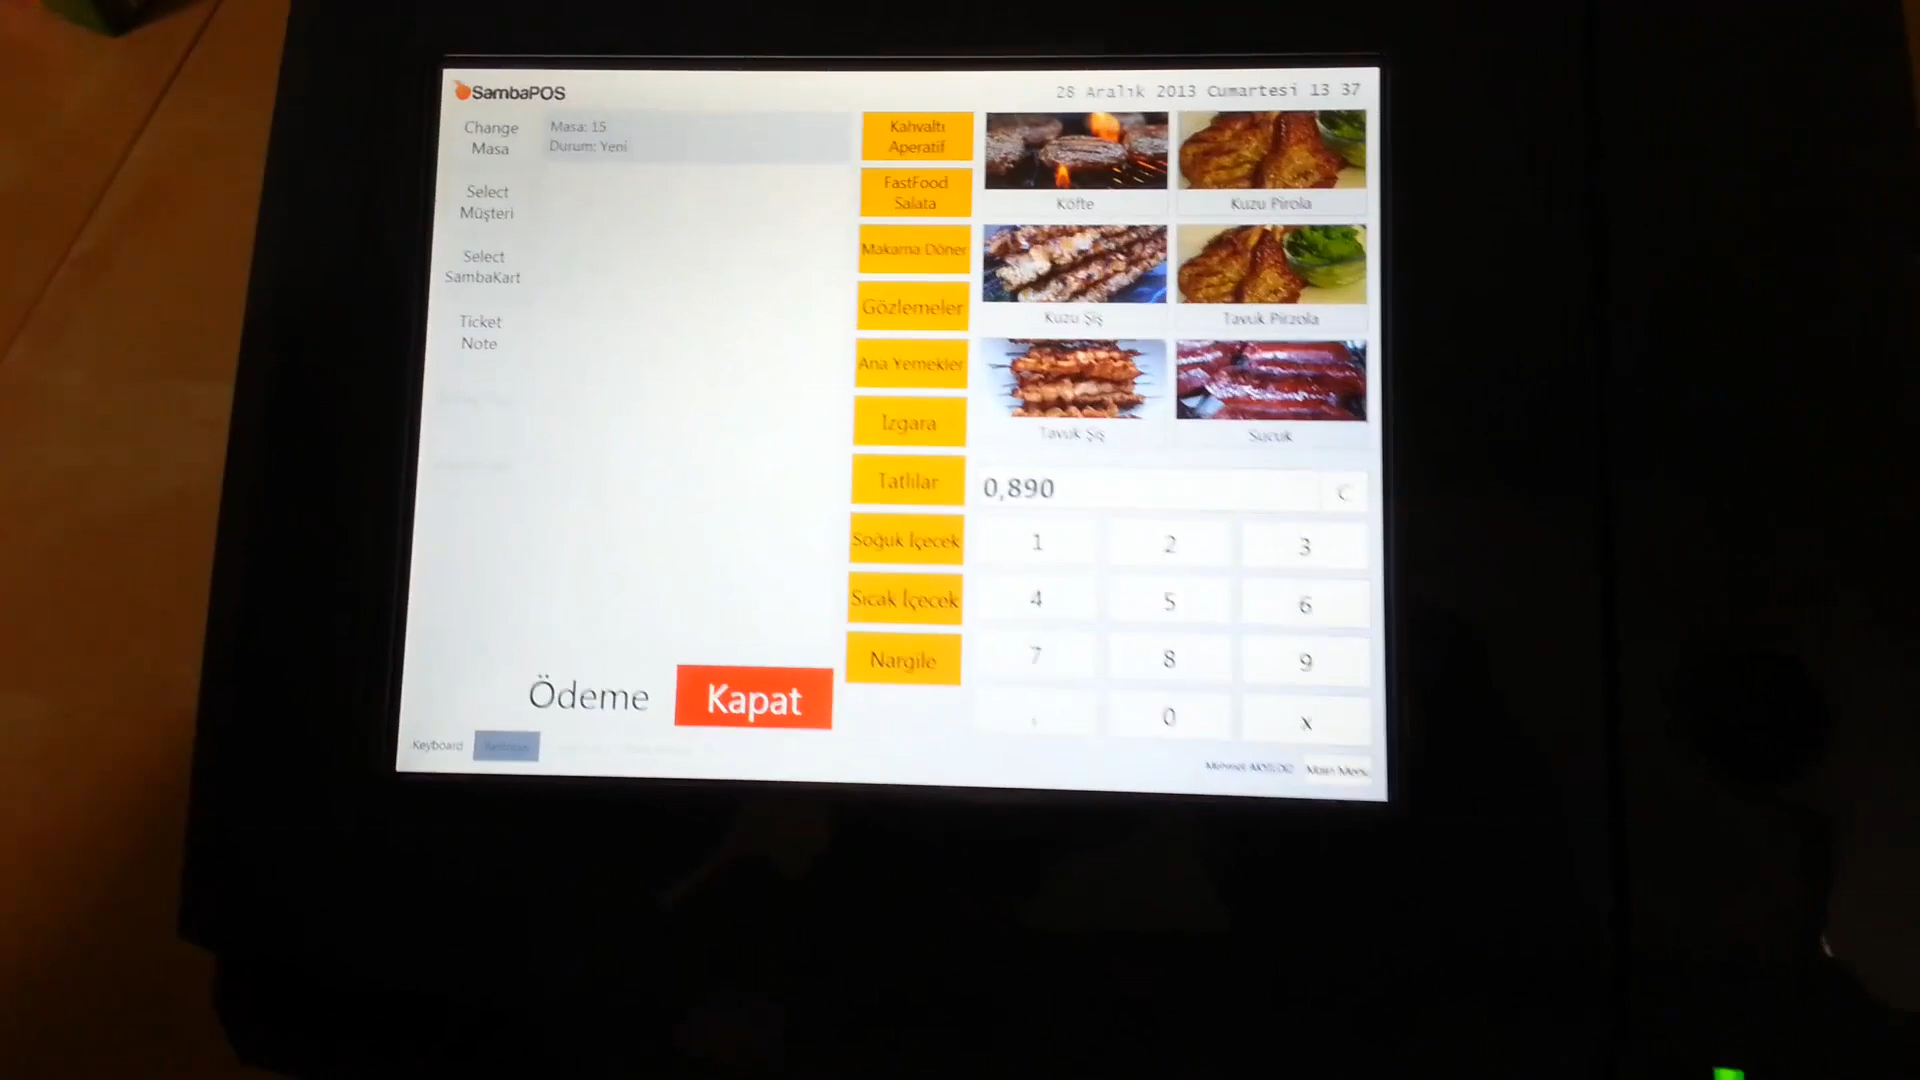 SambaPOS
28 Aralık 2013 Cumartesi 13 37
Change
Masa
Select
Müşteri
Select
SambaKart
Ticket
Note
Masa: 15
Durum: Yeni
Kahvaltı
Aperatif
FastFood
Salata
Makarna Döner
Gözlemeler
Ana Yemekler
Izgara
Tatlılar
Soğuk İçecek
Sıcak İçecek
Nargile
Köfte
Kuzu Pirola
Kuzu Şiş
Tavuk Pirzola
Tavuk Şiş
Sucuk
0,890
C
1 2 3
4 5 6
7 8 9
. 0 x
Ödeme
Kapat
Keyboard
Mehmet
Main Menu